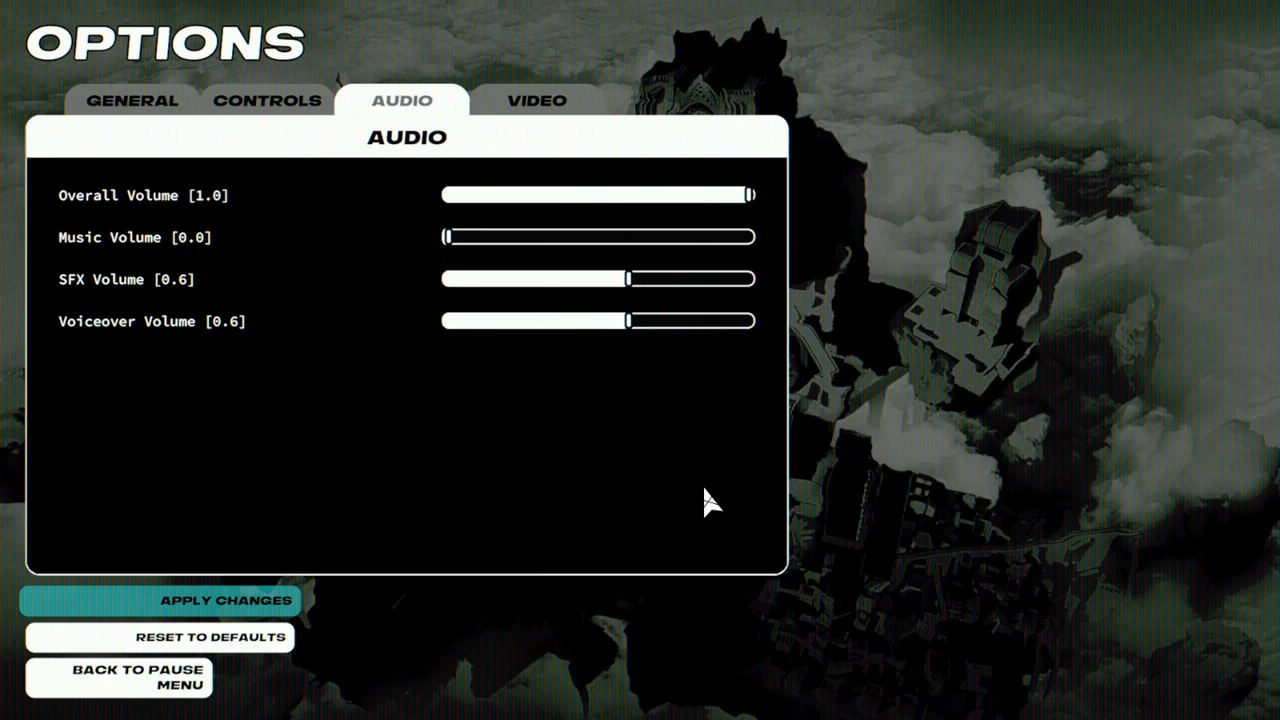 OPTIONS
GENERAL CONTROLS AUDIO VIDEO
AUDIO
Overall Volume [1.0]
Music Volume [0.0]
SFX Volume [0.6]
Voiceover Volume [0.6]
APPLY CHANGES
RESET TO DEFAULTS
BACK TO PAUSE
MENU